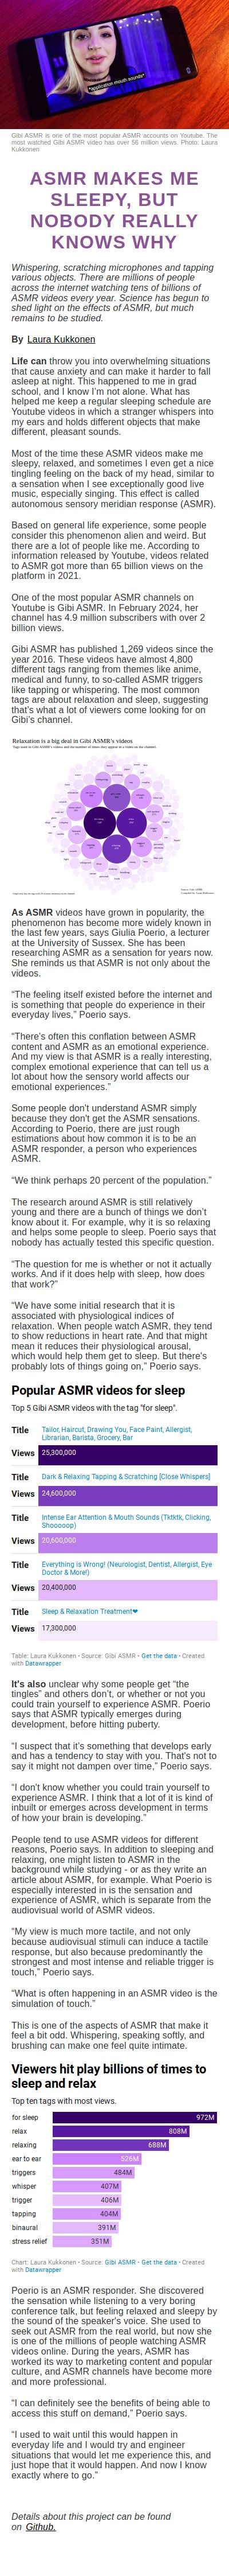 *application mouth sounds*
Gibi ASMR is one of the most popular ASMR accounts on Youtube. The
most watched Gibi ASMR video has over 56 million views. Photo: Laura
Kukkonen
ASMR MAKES ME
SLEEPY, BUT
NOBODY REALLY
KNOWS WHY
Whispering, scratching microphones and tapping
various objects. There are millions of people
across the internet watching tens of billions of
ASMR videos every year. Science has begun to
shed light on the effects of ASMR, but much
remains to be studied.
By Laura Kukkonen
Life can throw you into overwhelming situations
that cause anxiety and can make it harder to fall
asleep at night. This happened to me in grad
school, and I know I'm not alone. What has
helped me keep a regular sleeping schedule are
Youtube videos in which a stranger whispers into
my ears and holds different objects that make
different, pleasant sounds.
Most of the time these ASMR videos make me
sleepy, relaxed, and sometimes I even get a nice
tingling feeling on the back of my head, similar to
a sensation when I see exceptionally good live
music, especially singing. This effect is called
autonomous sensory meridian response (ASMR).
Based on general life experience, some people
consider this phenomenon alien and weird. But
there are a lot of people like me. According to
information released by Youtube, videos related
to ASMR got more than 65 billion views on the
platform in 2021.
One of the most popular ASMR channels on
Youtube is Gibi ASMR. In February 2024, her
channel has 4.9 million subscribers with over 2
billion views.
Gibi ASMR has published 1,269 videos since the
year 2016. These videos have almost 4,800
different tags ranging from themes like anime,
medical and funny, to so-called ASMR triggers
like tapping or whispering. The most common
tags are about relaxation and sleep, suggesting
that's what a lot of viewers come looking for on
Gibi's channel.
Relaxation is a big deal in Gibi ASMR's videos
Tags used in Gibi ASMR's videos and the number of times they appear in a video on the channel.
As ASMR videos have grown in popularity, the
phenomenon has become more widely known in
the last few years, says Giulia Poerio, a lecturer
at the University of Sussex. She has been
researching ASMR as a sensation for years now.
She reminds us that ASMR is not only about the
videos.
“The feeling itself existed before the internet and
is something that people do experience in their
everyday lives,” Poerio says.
“There's often this conflation between ASMR
content and ASMR as an emotional experience.
And my view is that ASMR is a really interesting,
complex emotional experience that can tell us a
lot about how the sensory world affects our
emotional experiences.”
Some people don't understand ASMR simply
because they don't get the ASMR sensations.
According to Poerio, there are just rough
estimations about how common it is to be an
ASMR responder, a person who experiences
ASMR.
“We think perhaps 20 percent of the population.”
The research around ASMR is still relatively
young and there are a bunch of things we don't
know about it. For example, why it is so relaxing
and helps some people to sleep. Poerio says that
nobody has actually tested this specific question.
“The question for me is whether or not it actually
works. And if it does help with sleep, how does
that work?”
“We have some initial research that it is
associated with physiological indices of
relaxation. When people watch ASMR, they tend
to show reductions in heart rate. And that might
mean it reduces their physiological arousal,
which would help them get to sleep. But there's
probably lots of things going on,” Poerio says.
Popular ASMR videos for sleep
Top 5 Gibi ASMR videos with the tag "for sleep".
Title Tailor, Haircut, Drawing You, Face Paint, Allergist,
Librarian, Barista, Grocery, Bar
Views 25,300,000
Title Dark & Relaxing Tapping & Scratching [Close Whispers]
Views 24,600,000
Title Intense Ear Attention & Mouth Sounds (Tktktk, Clicking,
Shooooop)
Views 20,600,000
Title Everything is Wrong! (Neurologist, Dentist, Allergist, Eye
Doctor & More!)
Views 20,400,000
Title Sleep & Relaxation Treatment❤
Views 17,300,000
Table: Laura Kukkonen • Source: Gibi ASMR • Get the data • Created
with Datawrapper
It's also unclear why some people get “the
tingles” and others don't, or whether or not you
could train yourself to experience ASMR. Poerio
says that ASMR typically emerges during
development, before hitting puberty.
“I suspect that it's something that develops early
and has a tendency to stay with you. That's not to
say it might not dampen over time,” Poerio says.
“I don't know whether you could train yourself to
experience ASMR. I think that a lot of it is kind of
inbuilt or emerges across development in terms
of how your brain is developing.”
People tend to use ASMR videos for different
reasons, Poerio says. In addition to sleeping and
relaxing, one might listen to ASMR in the
background while studying - or as they write an
article about ASMR, for example. What Poerio is
especially interested in is the sensation and
experience of ASMR, which is separate from the
audiovisual world of ASMR videos.
“My view is much more tactile, and not only
because audiovisual stimuli can induce a tactile
response, but also because predominantly the
strongest and most intense and reliable trigger is
touch,” Poerio says.
“What is often happening in an ASMR video is the
simulation of touch.”
This is one of the aspects of ASMR that make it
feel a bit odd. Whispering, speaking softly, and
brushing can make one feel quite intimate.
Viewers hit play billions of times to
sleep and relax
Top ten tags with most views.
for sleep 972M
relax 808M
relaxing 688M
ear to ear 526M
triggers 484M
whisper 407M
trigger 406M
tapping 404M
binaural 391M
stress relief 351M
Chart: Laura Kukkonen • Source: Gibi ASMR • Get the data • Created
with Datawrapper
Poerio is an ASMR responder. She discovered
the sensation while listening to a very boring
conference talk, but feeling relaxed and sleepy by
the sound of the speaker's voice. She used to
seek out ASMR from the real world, but now she
is one of the millions of people watching ASMR
videos online. During the years, ASMR has
worked its way to marketing content and popular
culture, and ASMR channels have become more
and more professional.
“I can definitely see the benefits of being able to
access this stuff on demand,” Poerio says.
“I used to wait until this would happen in
everyday life and I would try and engineer
situations that would let me experience this, and
just hope that it would happen. And now I know
exactly where to go.”
Details about this project can be found
on Github.